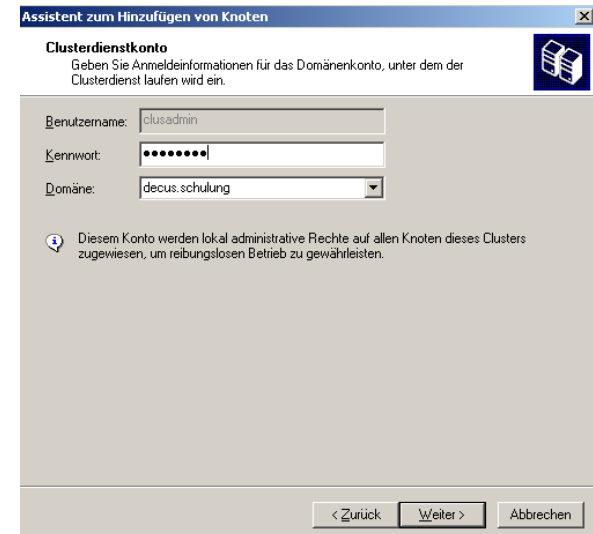 Assistent zum Hinzufügen von Knoten
Clusterdienstkonto
Geben Sie Anmeldeinformationen für das Domänenkonto, unter dem der
Clusterdienst laufen wird ein.
Benutzername: clusadmin
Kennwort: ●●●●●●●●
Domäne: decus.schulung
Diesem Konto werden lokal administrative Rechte auf allen Knoten dieses Clusters
zugewiesen, um reibungslosen Betrieb zu gewährleisten.
< Zurück Weiter > Abbrechen